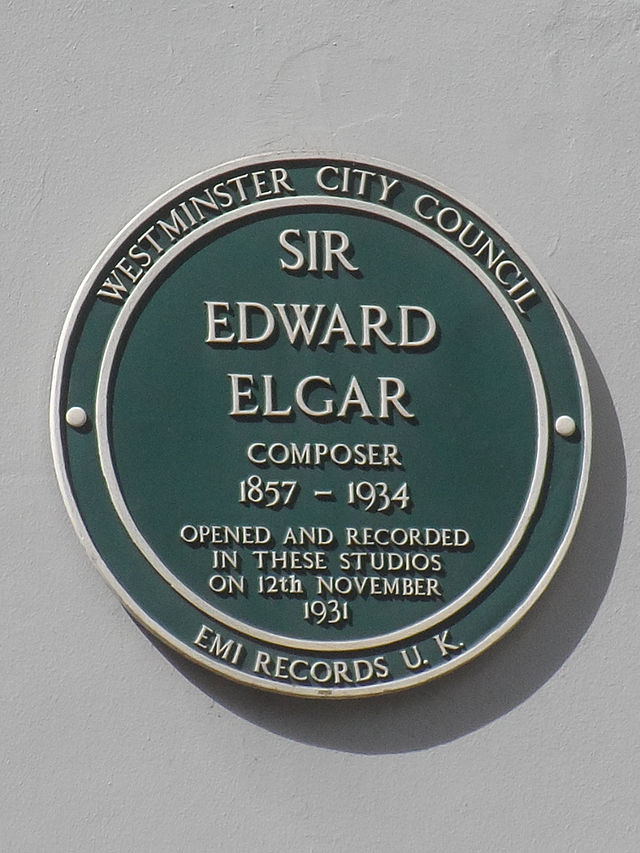 WESTMINSTER CITY COUNCIL
SIR
EDWARD
ELGAR
COMPOSER
1857 – 1934
OPENED AND RECORDED
IN THESE STUDIOS
ON 12th NOVEMBER
1931
EMI RECORDS U. K.